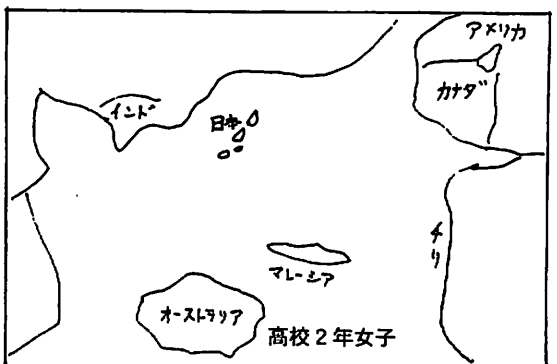 アメリカ
カナダ
インド
日本
チリ
マレーシア
オーストラリア
高校２年女子